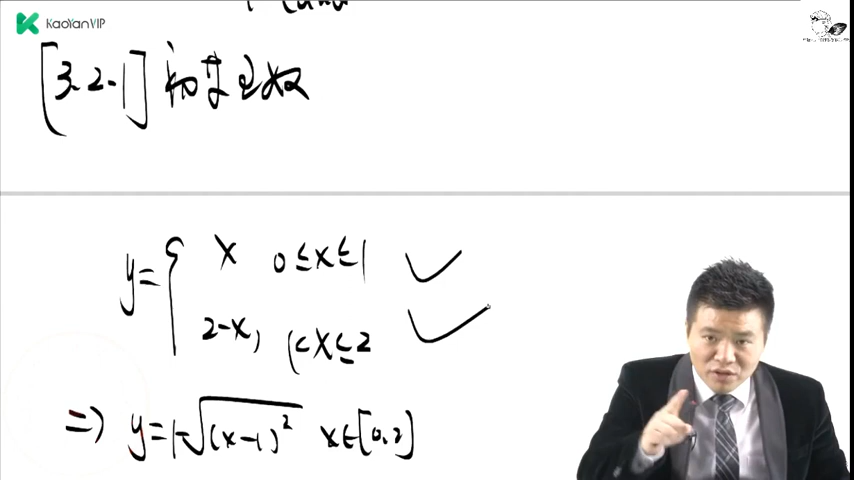 KaoYanVIP
[3.2-1] 初等函数
y={ x 0≤x≤1
2-x, 1<x≤2
=> y=1-√(x-1)² x∈[0,2]